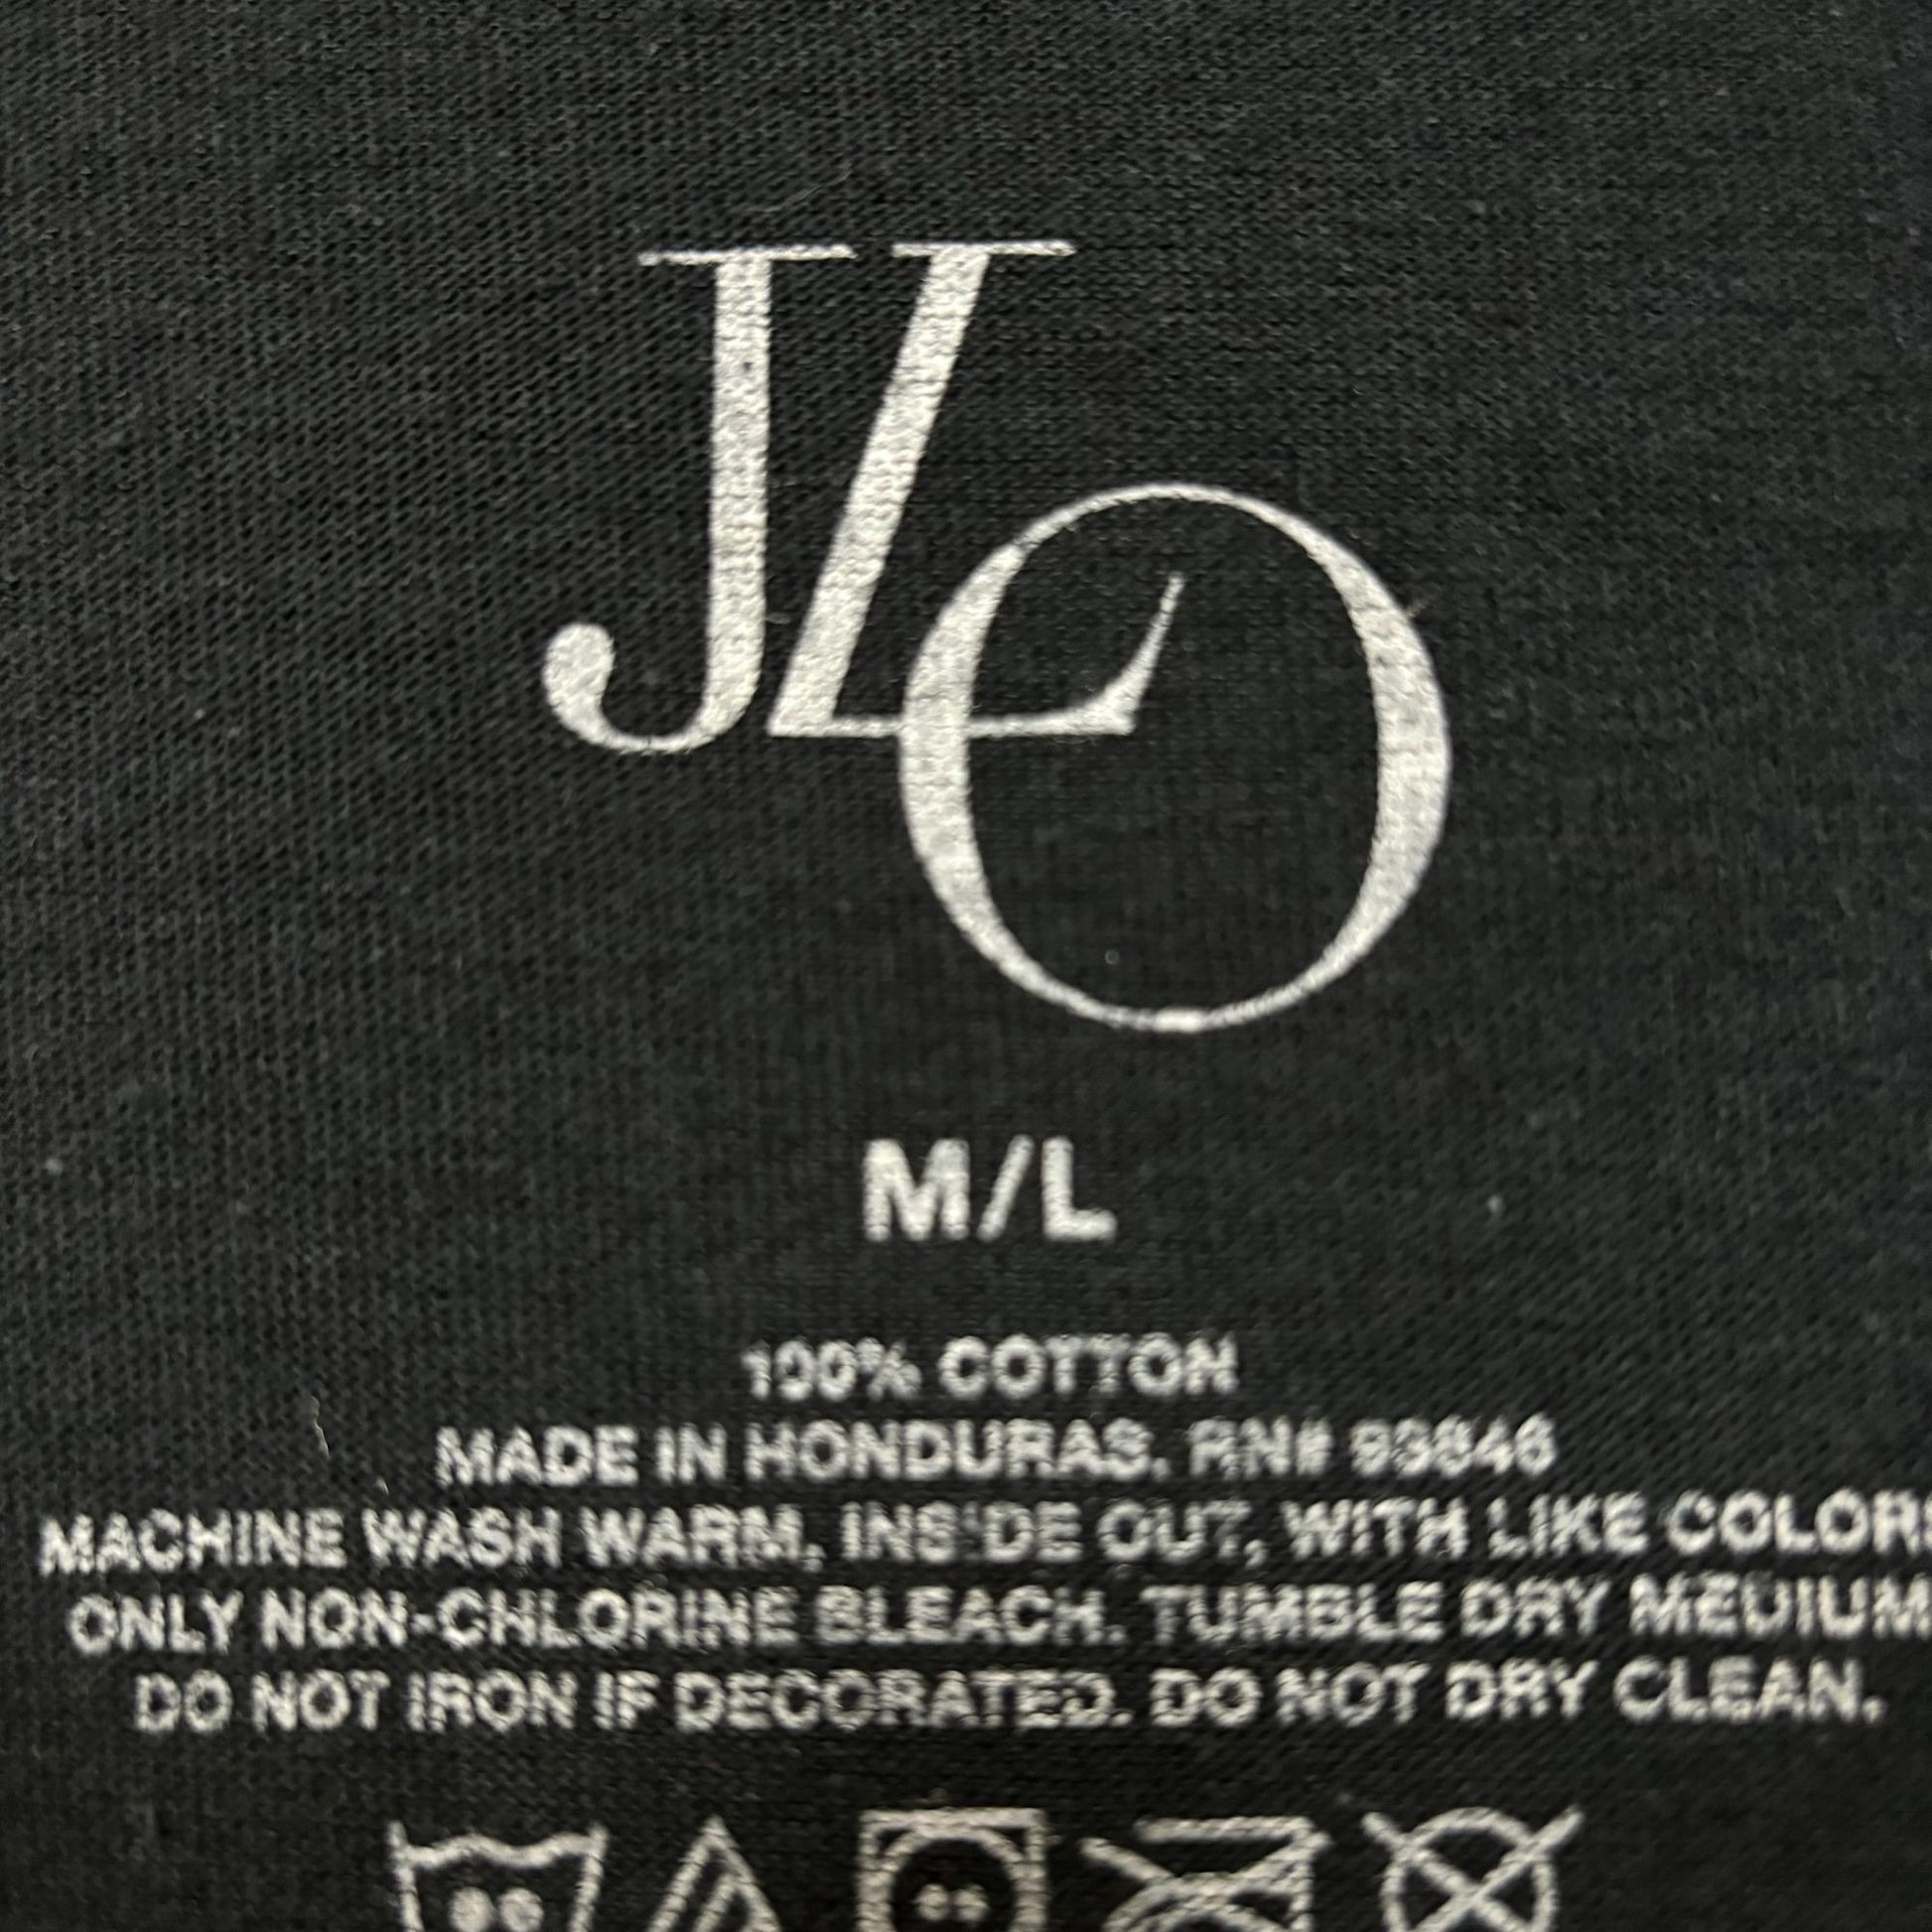 JLO
M/L
100% COTTON
MADE IN HONDURAS. RN# 93846
MACHINE WASH WARM, INSIDE OUT, WITH LIKE COLOR
ONLY NON-CHLORINE BLEACH. TUMBLE DRY MEDIUM
DO NOT IRON IF DECORATED. DO NOT DRY CLEAN.